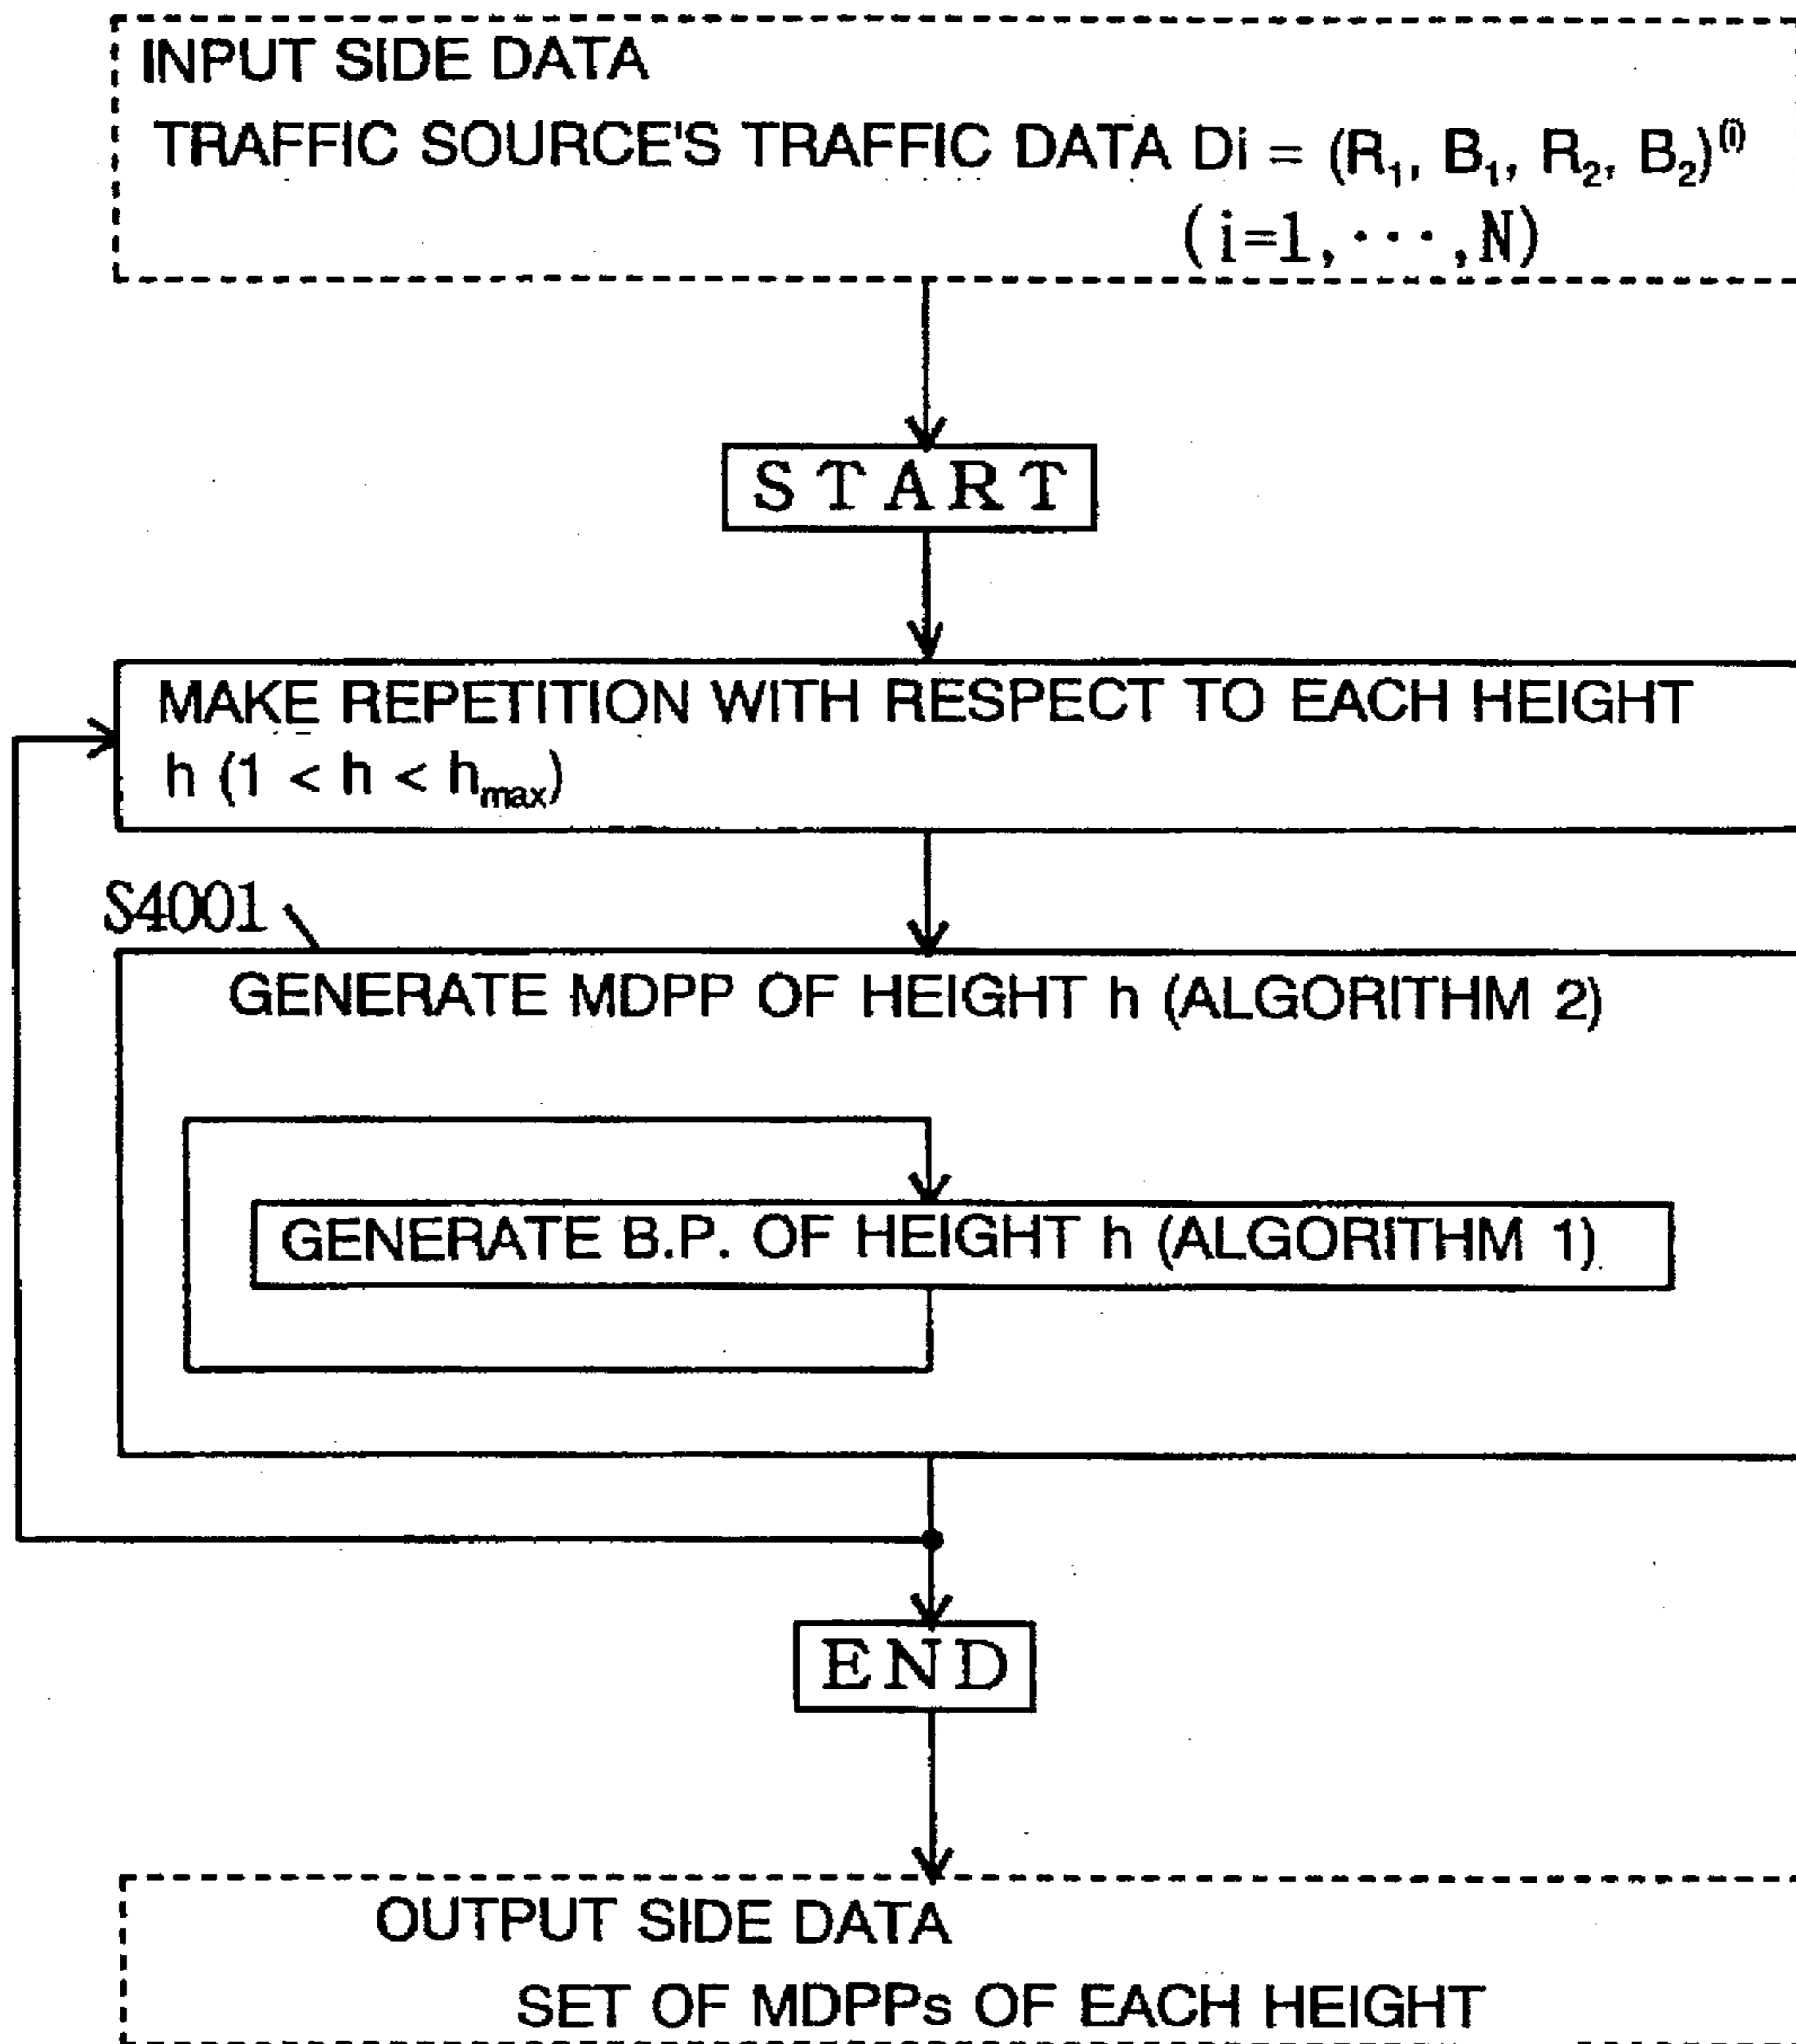 INPUT SIDE DATA
TRAFFIC SOURCE'S TRAFFIC DATA Di = (R₁, B₁, R₂, B₂)⁽ⁱ⁾
(i=1, ··· ,N)
START
MAKE REPETITION WITH RESPECT TO EACH HEIGHT
h (1 < h < hmax)
S4001
GENERATE MDPP OF HEIGHT h (ALGORITHM 2)
GENERATE B.P. OF HEIGHT h (ALGORITHM 1)
END
OUTPUT SIDE DATA
SET OF MDPPs OF EACH HEIGHT